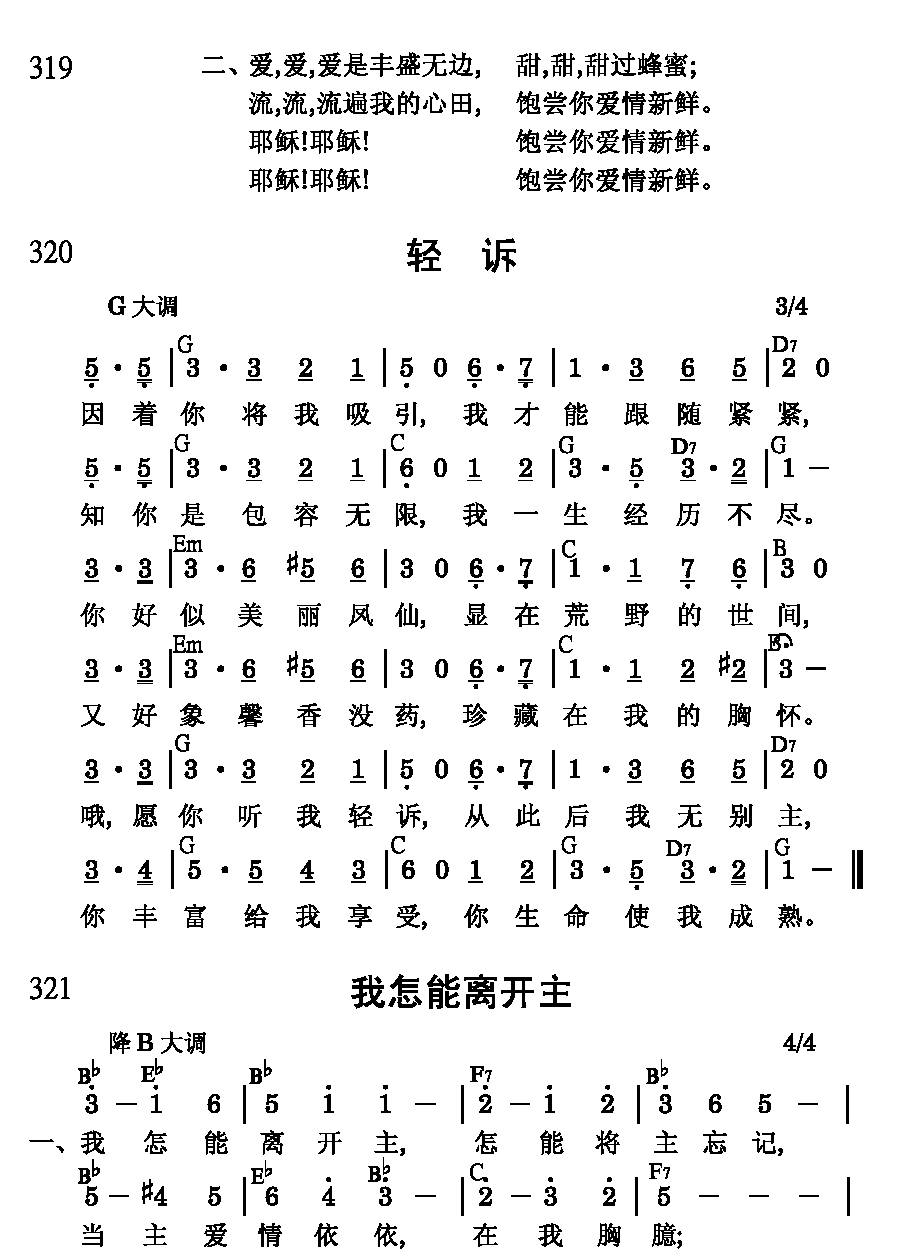 319
二、爱,爱,爱是丰盛无边, 甜,甜,甜过蜂蜜;
流,流,流遍我的心田, 饱尝你爱情新鲜。
耶稣!耶稣! 饱尝你爱情新鲜。
耶稣!耶稣! 饱尝你爱情新鲜。
320 轻 诉
G 大调 3/4
G D7
5 · 5 | 3 · 3 2 1 | 5 0 6 · 7 | 1 · 3 6 5 | 2 0
因 着 你 将 我 吸 引, 我 才 能 跟 随 紧 紧,
G C G D7 G
5 · 5 | 3 · 3 2 1 | 6 0 1 2 | 3 · 5 3 · 2 | 1 –
知 你 是 包 容 无 限, 我 一 生 经 历 不 尽。
Em C B
3 · 3 | 3 · 6 #5 6 | 3 0 6 · 7 | 1 · 1 7 6 | 3 0
你 好 似 美 丽 凤 仙, 显 在 荒 野 的 世 间,
Em C B
3 · 3 | 3 · 6 #5 6 | 3 0 6 · 7 | 1 · 1 2 #2 | 3 –
又 好 象 馨 香 没 药, 珍 藏 在 我 的 胸 怀。
G D7
3 · 3 | 3 · 3 2 1 | 5 0 6 · 7 | 1 · 3 6 5 | 2 0
哦, 愿 你 听 我 轻 诉, 从 此 后 我 无 别 主,
G C G D7 G
3 · 4 | 5 · 5 4 3 | 6 0 1 2 | 3 · 5 3 · 2 | 1 – ‖
你 丰 富 给 我 享 受, 你 生 命 使 我 成 熟。
321 我怎能离开主
降 B 大调 4/4
B♭ E♭ B♭ F7 B♭
3 – 1 6 | 5 1 1 – | 2 – 1 2 | 3 6 5 – |
一、我 怎 能 离 开 主, 怎 能 将 主 忘 记,
B♭ E♭ B♭ C F7
5 – #4 5 | 6 4 3 – | 2 – 3 2 | 5 – – – |
当 主 爱 情 依 依, 在 我 胸 臆;